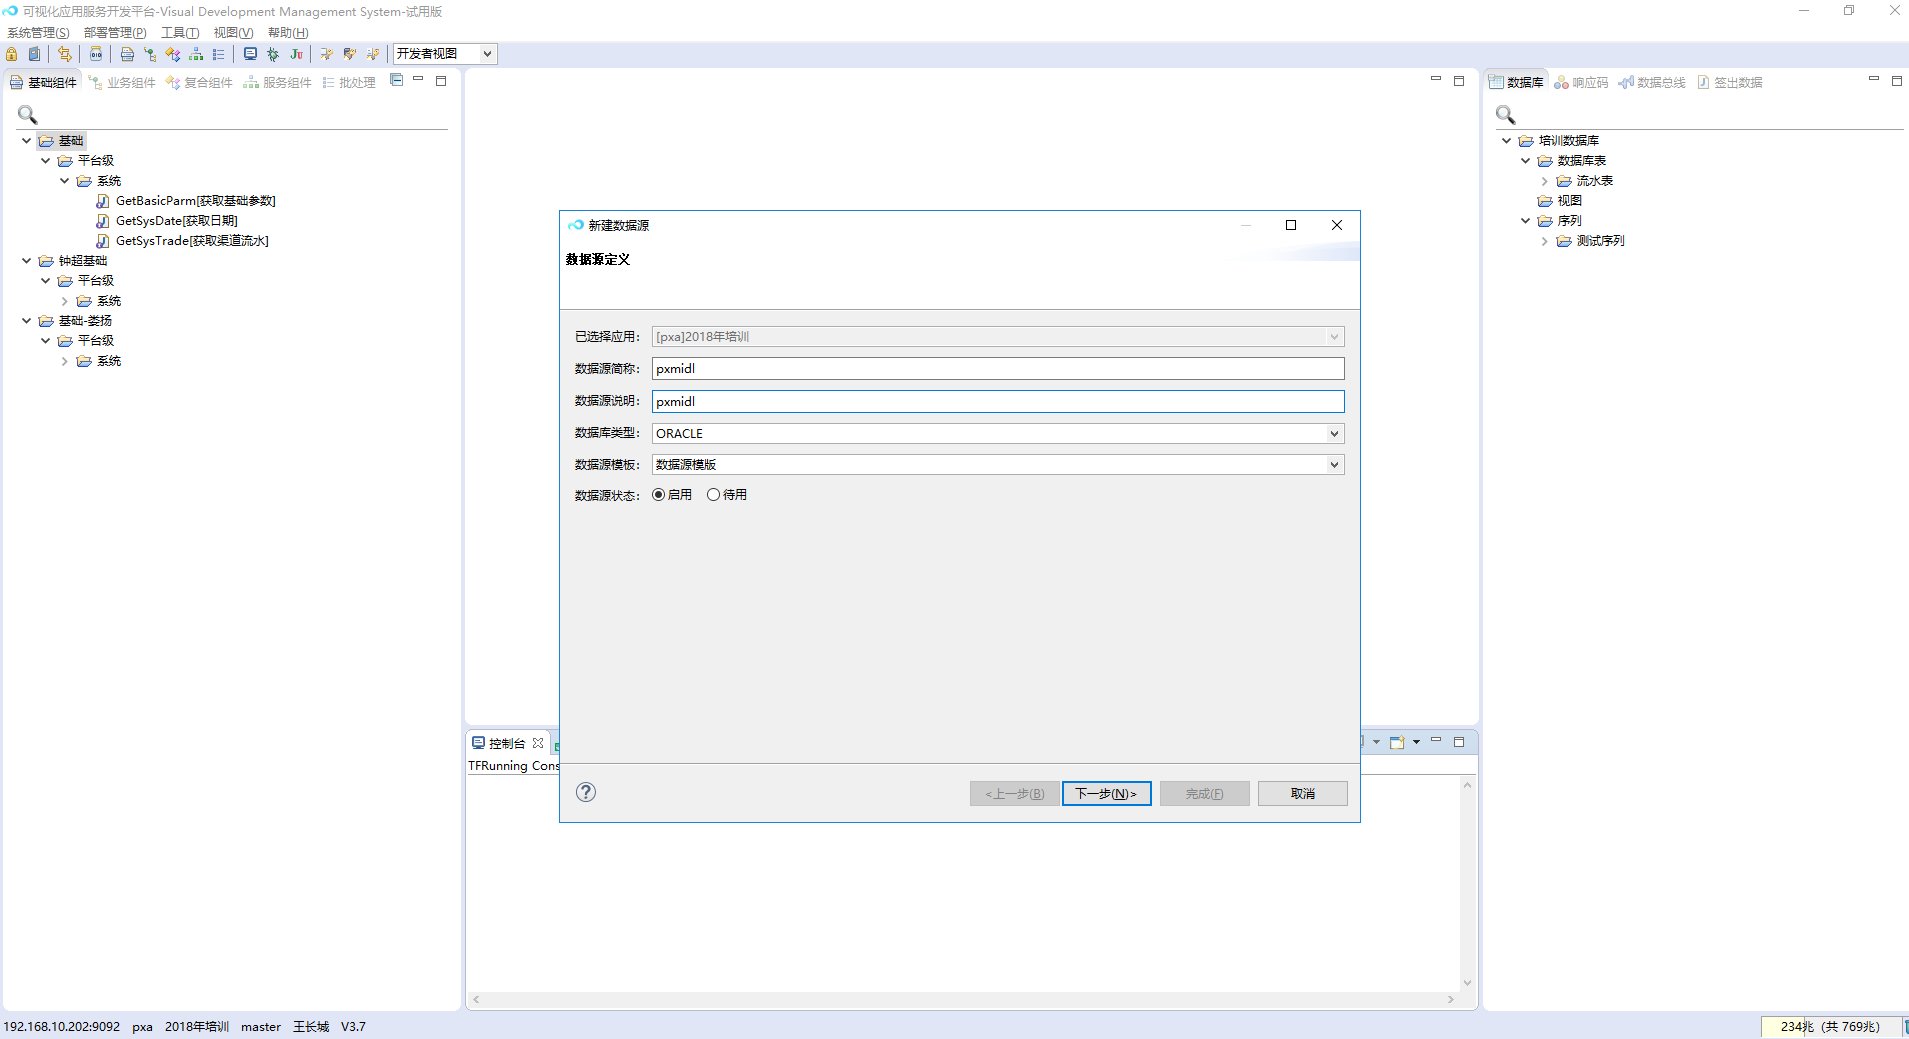 可视化应用服务开发平台-Visual Development Management System-试用版
系统管理(S) 部署管理(P) 工具(T) 视图(V) 帮助(H)
开发者视图
基础组件 业务组件 复合组件 服务组件 批处理
基础
平台级
系统
GetBasicParm[获取基础参数]
GetSysDate[获取日期]
GetSysTrade[获取渠道流水]
钟超基础
平台级
系统
基础-娄扬
平台级
系统
新建数据源
数据源定义
已选择应用: [pxa]2018年培训
数据源简称: pxmidl
数据源说明: pxmidl
数据库类型: ORACLE
数据源模板: 数据源模版
数据源状态: 启用 待用
<上一步(B) 下一步(N)> 完成(F) 取消
控制台
TFRunning Cons
数据库 响应码 数据总线 签出数据
培训数据库
数据库表
流水表
视图
序列
测试序列
192.168.10.202:9092 pxa 2018年培训 master 王长城 V3.7
234兆 (共 769兆)